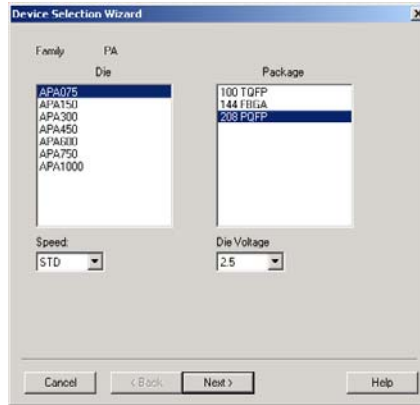 Device Selection Wizard
Family PA
Die
Package
APA075
APA150
APA300
APA450
APA600
APA750
APA1000
100 TQFP
144 FBGA
208 PQFP
Speed:
Die Voltage
STD
2.5
Cancel
< Back
Next >
Help